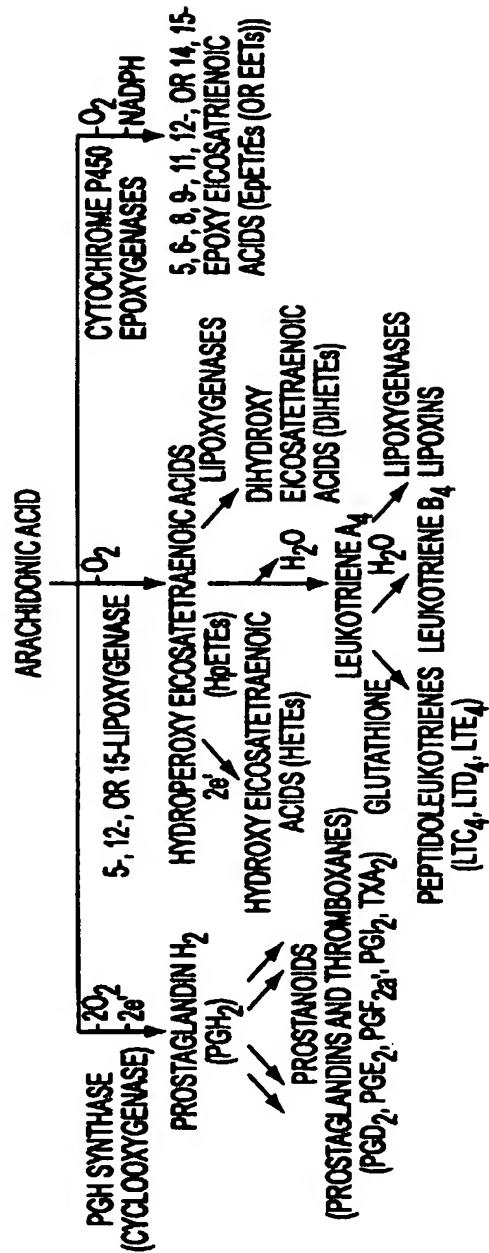 ARACHIDONIC ACID
PGH SYNTHASE
(CYCLOOXYGENASE)
2O2
2e'
PROSTAGLANDIN H2
(PGH2)
PROSTANOIDS
(PROSTAGLANDINS AND THROMBOXANES)
(PGD2, PGE2, PGF2a', PGI2, TXA2)
5-, 12-, OR 15-LIPOXYGENASE
O2
HYDROPEROXY EICOSATETRAENOIC ACIDS
(HpETEs)
2e'
HYDROXY EICOSATETRAENOIC
ACIDS (HETEs)
LIPOXYGENASES
DIHYDROXY
EICOSATETRAENOIC
ACIDS (DIHETEs)
H2O
LEUKOTRIENE A4
GLUTATHIONE
H2O
LIPOXYGENASES
PEPTIDOLEUKOTRIENES
(LTC4, LTD4, LTE4)
LEUKOTRIENE B4
LIPOXINS
CYTOCHROME P450
EPOXYGENASES
O2
NADPH
5, 6-, 8, 9-, 11, 12-, OR 14, 15-
EPOXY EICOSATRIENOIC
ACIDS (EpETrEs (OR EETs))